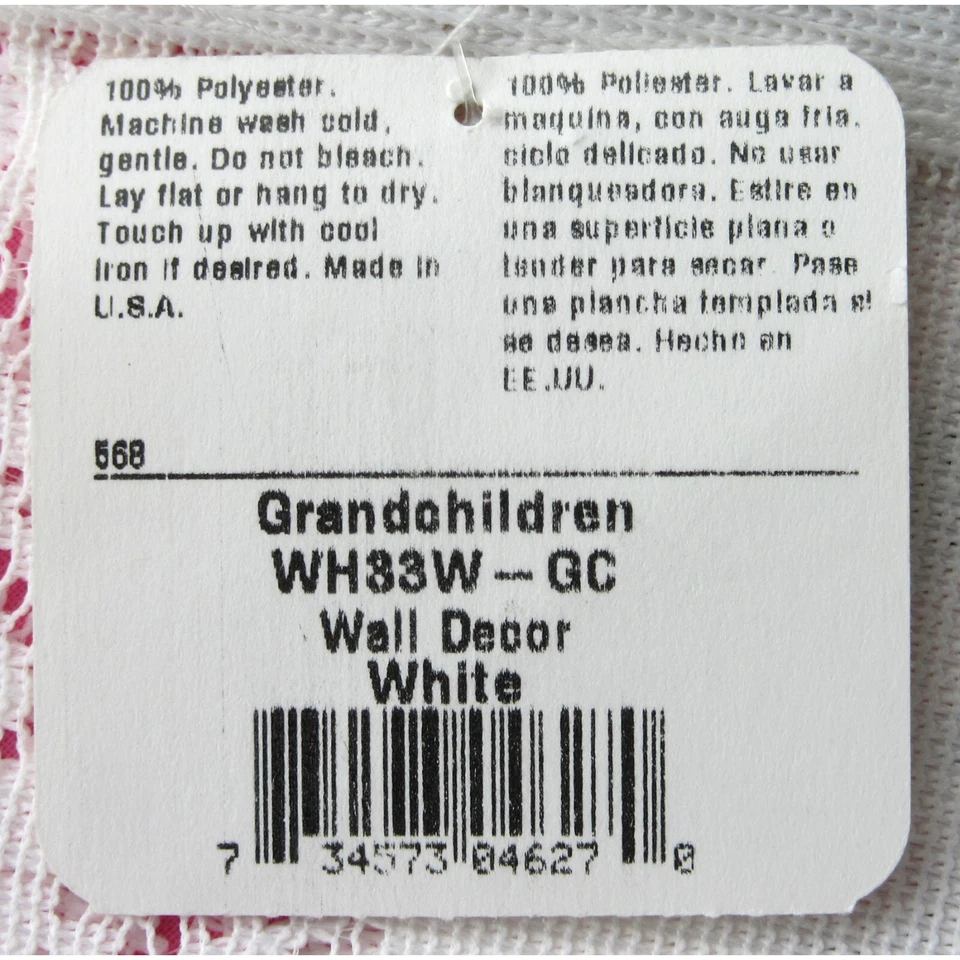 100% Polyester.
Machine wash cold,
gentle. Do not bleach.
Lay flat or hang to dry.
Touch up with cool
iron if desired. Made in
U.S.A.
100% Poliester. Lavar a
maquina, con auga fria.
ciclo delicado. No usar
blanqueadora. Estire en
una superficie plana o
tender para secar. Pase
una plancha templada si
se desea. Hecho en
EE.UU.
568
Grandchildren
WH33W-GC
Wall Decor
White
7 34573 04627 0